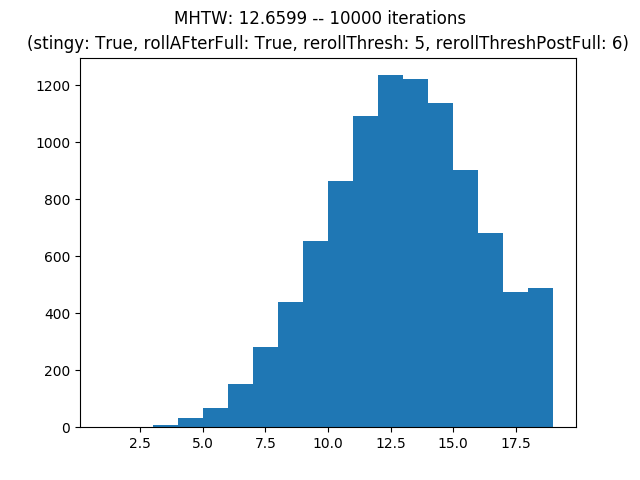 MHTW: 12.6599 -- 10000 iterations
(stingy: True, rollAFterFull: True, rerollThresh: 5, rerollThreshPostFull: 6)
1200
1000
800
600
400
200
0
2.5 5.0 7.5 10.0 12.5 15.0 17.5